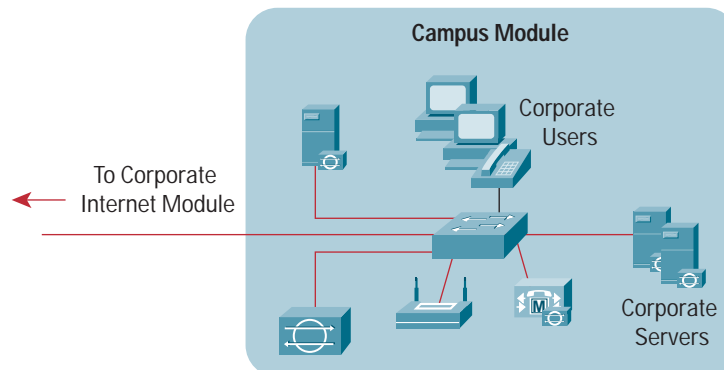 Campus Module
Corporate
Users
To Corporate
Internet Module
M
Corporate
Servers